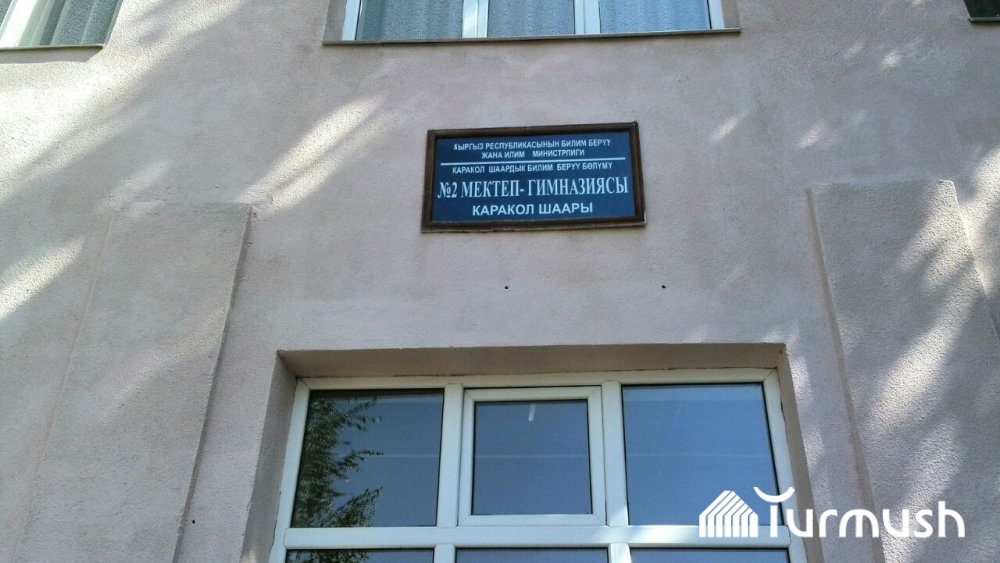 КЫРГЫЗ РЕСПУБЛИКАСЫНЫН БИЛИМ БЕРҮҮ
ЖАНА ИЛИМ МИНИСТРЛИГИ
КАРАКОЛ ШААРДЫК БИЛИМ БЕРҮҮ БӨЛҮМҮ
№2 МЕКТЕП- ГИМНАЗИЯСЫ
КАРАКОЛ ШААРЫ
Turmush